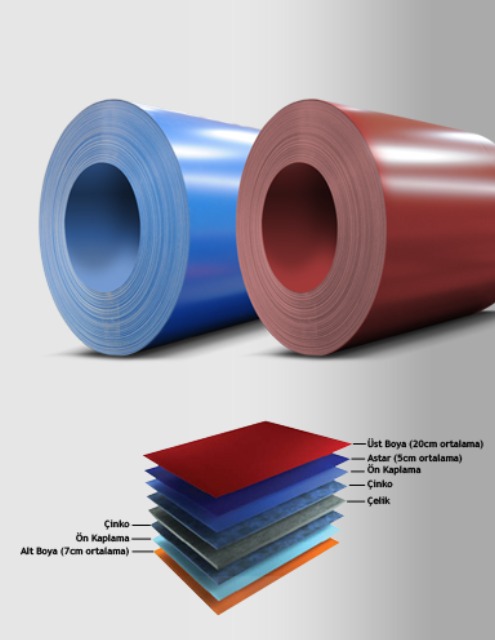 Üst Boya (20cm ortalama)
Astar (5cm ortalama)
Ön Kaplama
Çinko
Çelik
Çinko
Ön Kaplama
Alt Boya (7cm ortalama)